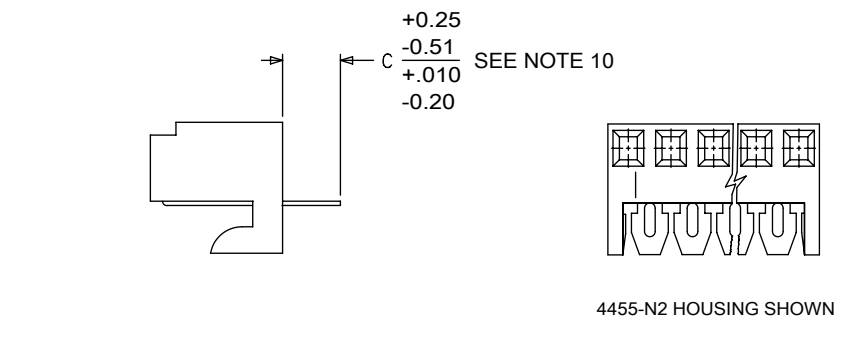 +0.25
-0.51
C
+.010
-0.20
SEE NOTE 10
4455-N2 HOUSING SHOWN